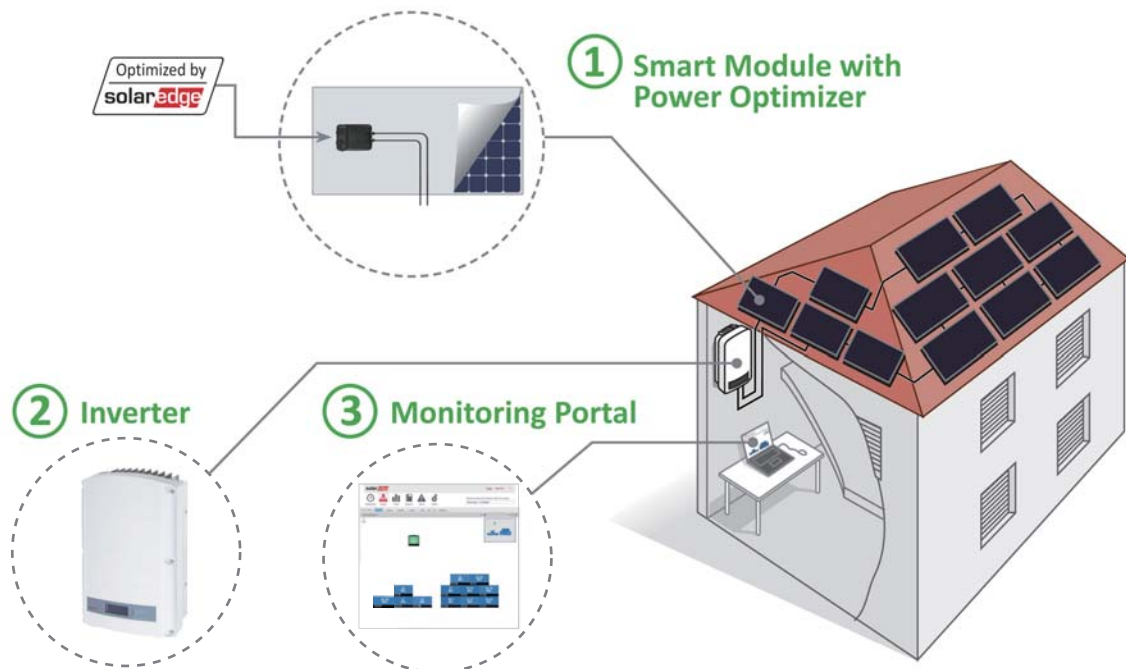 Optimized by
solaredge
1 Smart Module with
Power Optimizer
2 Inverter
3 Monitoring Portal